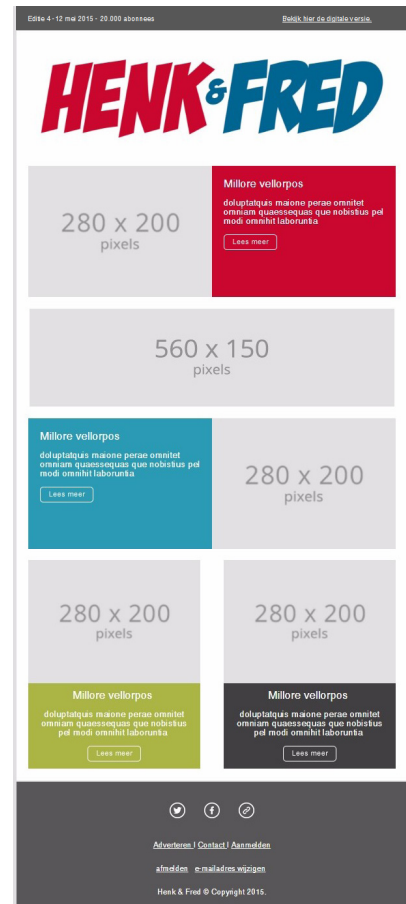 Editie 4 - 12 mei 2015 - 20.000 abonnees
Bekijk hier de digitale versie.
HENK & FRED
280 x 200
pixels
Millore vellorpos
doluptatquis maione perae omnitet
omniam quaessequas que nobistius pel
modi omnihit laboruntia
Lees meer
560 x 150
pixels
Millore vellorpos
doluptatquis maione perae omnitet
omniam quaessequas que nobistius pel
modi omnihit laboruntia
Lees meer
280 x 200
pixels
280 x 200
pixels
Millore vellorpos
doluptatquis maione perae omnitet
omniam quaessequas que nobistius
pel modi omnihit laboruntia
Lees meer
280 x 200
pixels
Millore vellorpos
doluptatquis maione perae omnitet
omniam quaessequas que nobistius
pel modi omnihit laboruntia
Lees meer
Adverteren | Contact | Aanmelden
afmelden e-mailadres wijzigen
Henk & Fred © Copyright 2015.